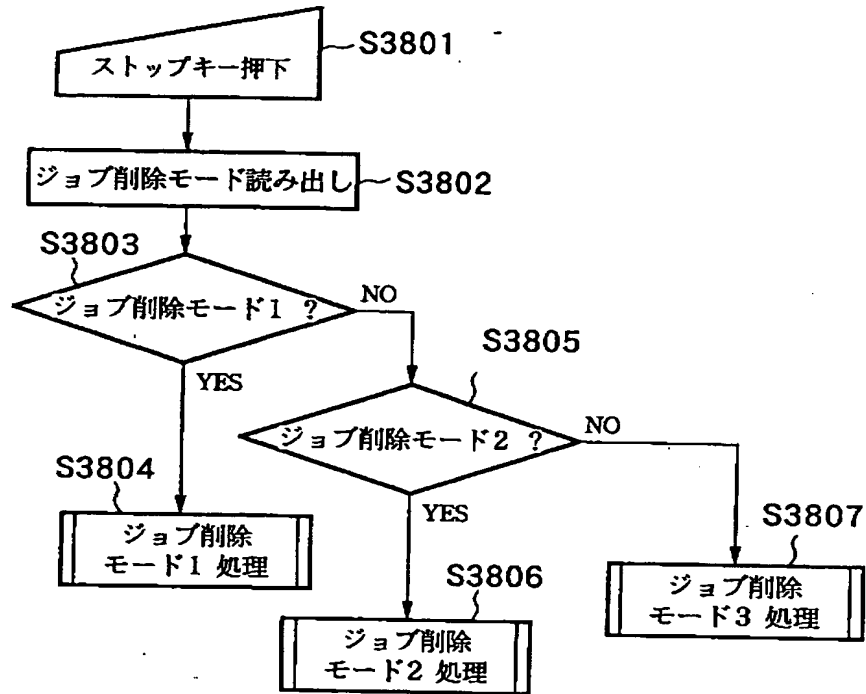 ストップキー押下
S3801
ジョブ削除モード読み出し
S3802
S3803
ジョブ削除モード1 ?
NO
YES
S3805
ジョブ削除モード2 ?
NO
YES
S3804
ジョブ削除
モード1 処理
S3806
ジョブ削除
モード2 処理
S3807
ジョブ削除
モード3 処理